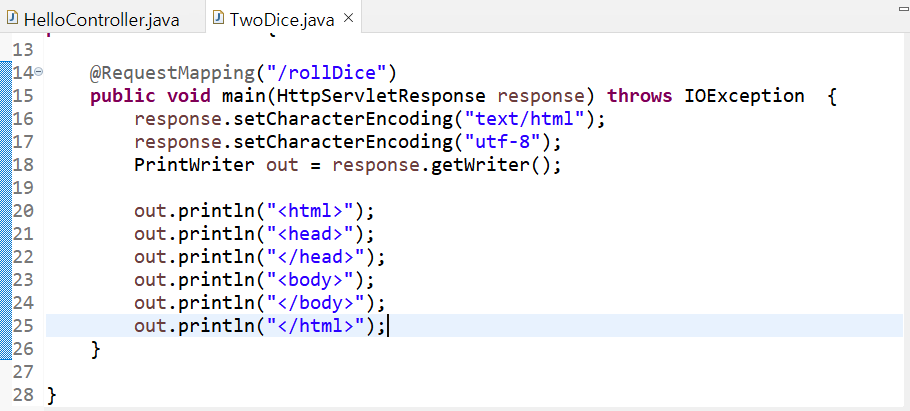 HelloController.java TwoDice.java
{
13
14 @RequestMapping("/rollDice")
15 public void main(HttpServletResponse response) throws IOException  {
16     response.setCharacterEncoding("text/html");
17     response.setCharacterEncoding("utf-8");
18     PrintWriter out = response.getWriter();
19
20     out.println("<html>");
21     out.println("<head>");
22     out.println("</head>");
23     out.println("<body>");
24     out.println("</body>");
25     out.println("</html>");
26 }
27
28 }